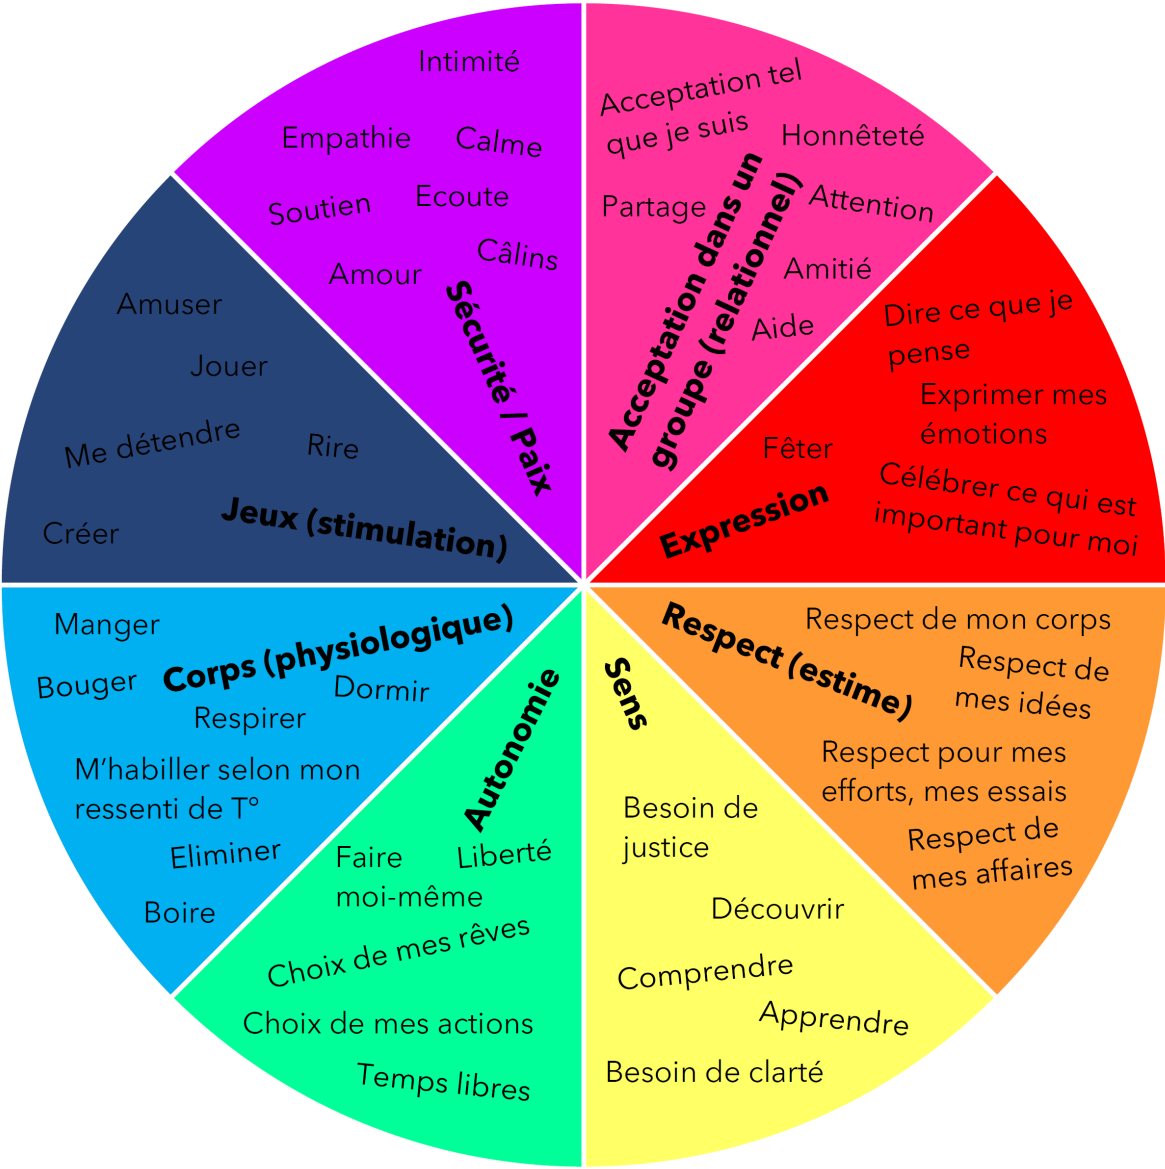 Intimité
Empathie
Calme
Soutien
Ecoute
Câlins
Amour
Sécurité / Paix
Acceptation tel
que je suis
Honnêteté
Partage
Attention
Amitié
Aide
Acceptation dans un
groupe (relationnel)
Dire ce que je
pense
Exprimer mes
émotions
Fêter
Célébrer ce qui est
important pour moi
Expression
Respect (estime)
Respect de mon corps
Respect de
mes idées
Respect pour mes
efforts, mes essais
Respect de
mes affaires
Sens
Besoin de
justice
Découvrir
Comprendre
Apprendre
Besoin de clarté
Autonomie
Faire
moi-même
Liberté
Choix de mes rêves
Choix de mes actions
Temps libres
Corps (physiologique)
Manger
Bouger
Dormir
Respirer
M’habiller selon mon
ressenti de T°
Eliminer
Boire
Amuser
Jouer
Me détendre
Rire
Créer
Jeux (stimulation)